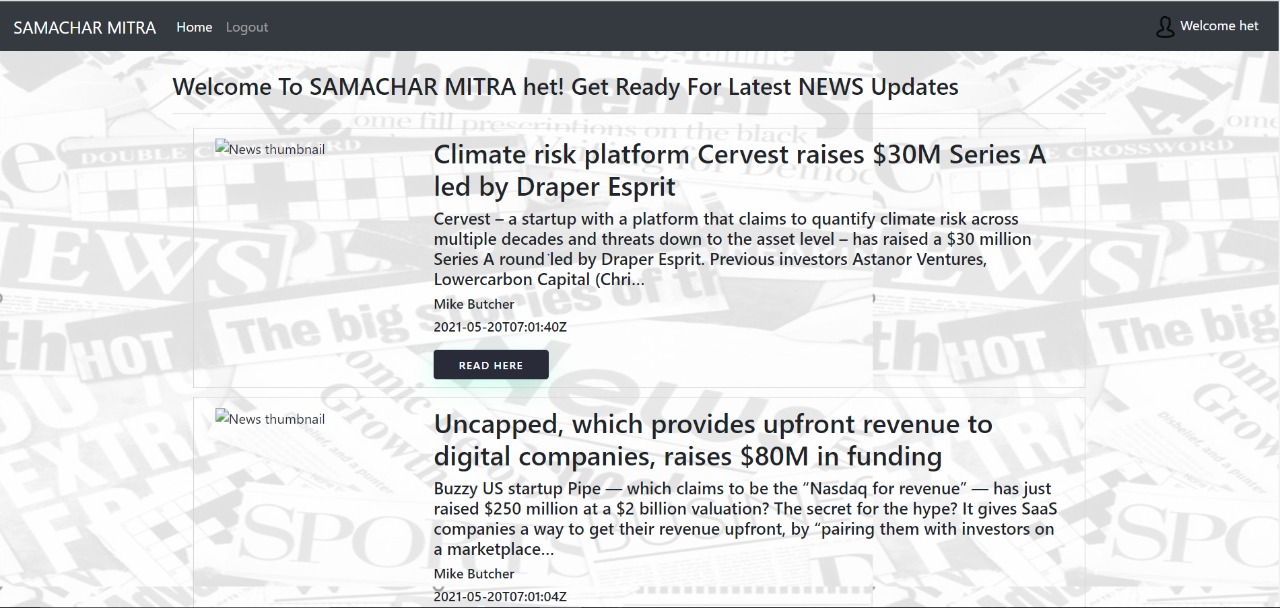 SAMACHAR MITRA Home Logout Welcome het
Welcome To SAMACHAR MITRA het! Get Ready For Latest NEWS Updates
News thumbnail
Climate risk platform Cervest raises $30M Series A
led by Draper Esprit
Cervest – a startup with a platform that claims to quantify climate risk across
multiple decades and threats down to the asset level – has raised a $30 million
Series A round led by Draper Esprit. Previous investors Astanor Ventures,
Lowercarbon Capital (Chri...
Mike Butcher
2021-05-20T07:01:40Z
READ HERE
News thumbnail
Uncapped, which provides upfront revenue to
digital companies, raises $80M in funding
Buzzy US startup Pipe — which claims to be the “Nasdaq for revenue” — has just
raised $250 million at a $2 billion valuation? The secret for the hype? It gives SaaS
companies a way to get their revenue upfront, by “pairing them with investors on
a marketplace...
Mike Butcher
2021-05-20T07:01:04Z